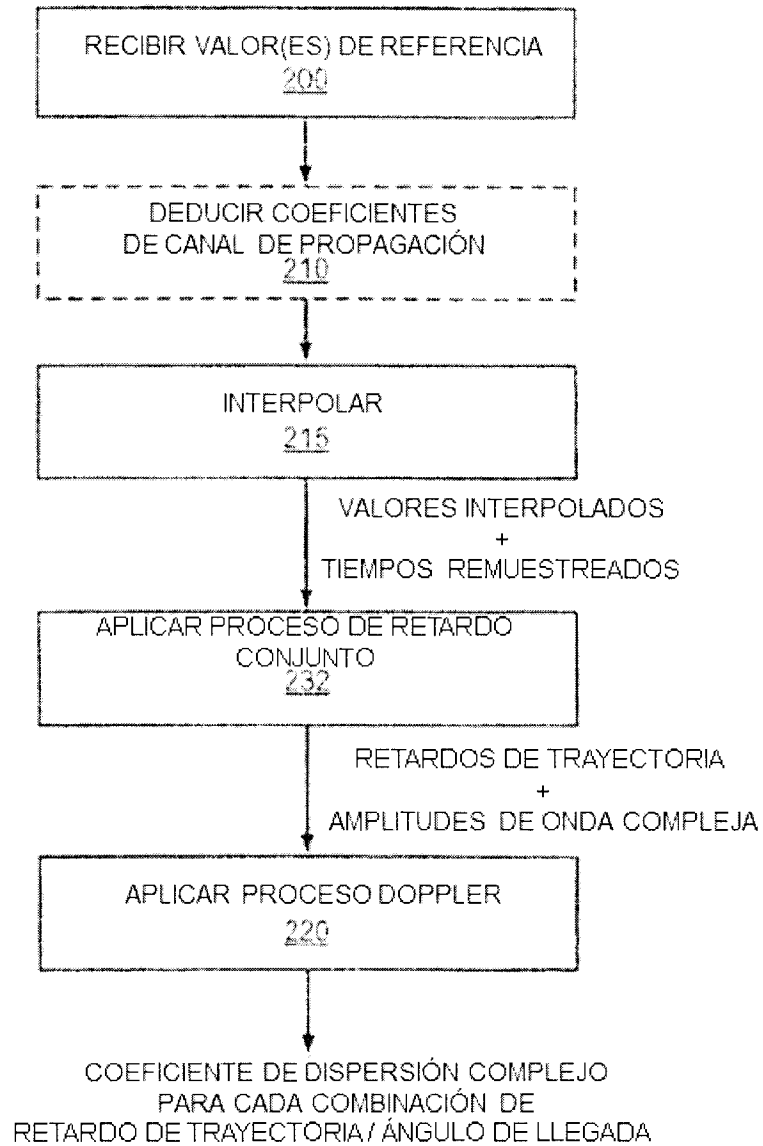 RECIBIR VALOR(ES) DE REFERENCIA
200
DEDUCIR COEFICIENTES
DE CANAL DE PROPAGACIÓN
210
INTERPOLAR
215
VALORES INTERPOLADOS
+
TIEMPOS REMUESTREADOS
APLICAR PROCESO DE RETARDO
CONJUNTO
232
RETARDOS DE TRAYECTORIA
+
AMPLITUDES DE ONDA COMPLEJA
APLICAR PROCESO DOPPLER
220
COEFICIENTE DE DISPERSIÓN COMPLEJO
PARA CADA COMBINACIÓN DE
RETARDO DE TRAYECTORIA / ÁNGULO DE LLEGADA